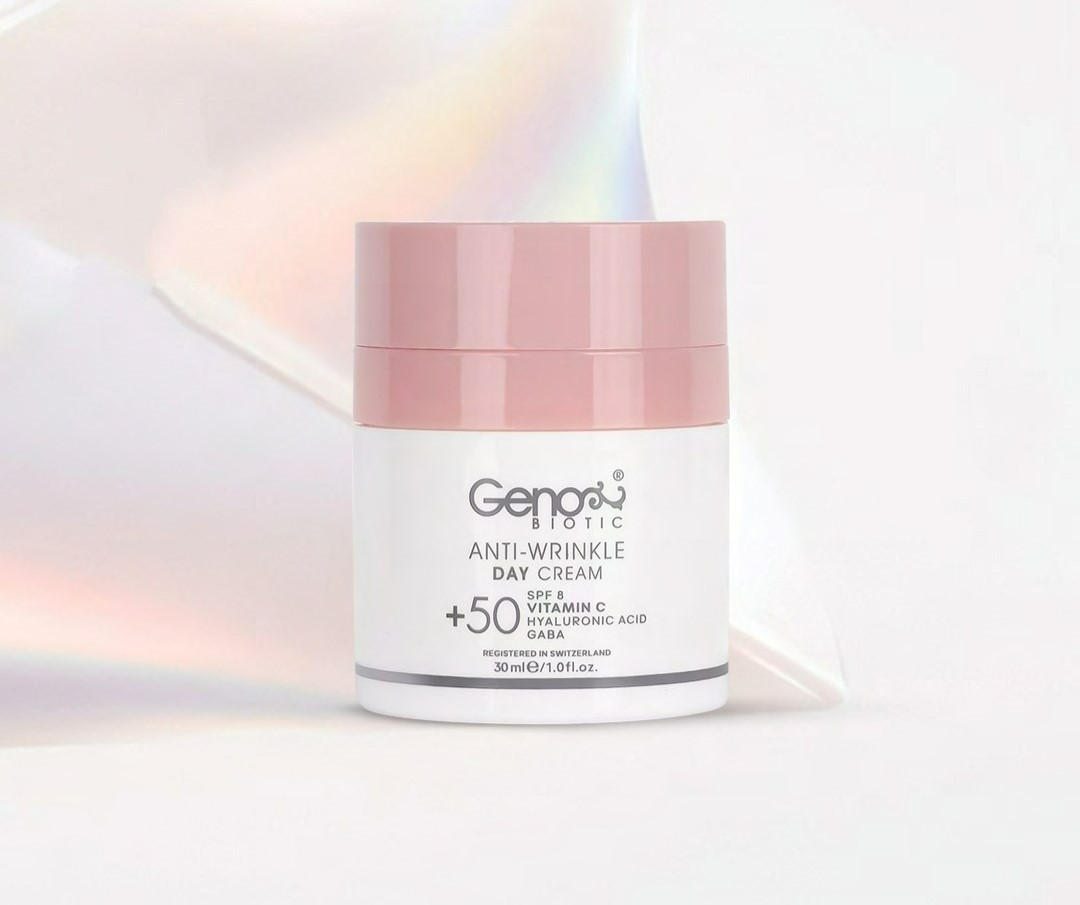 Geno ®
BIOTIC
ANTI-WRINKLE
DAY CREAM
+50
SPF 8
VITAMIN C
HYALURONIC ACID
GABA
REGISTERED IN SWITZERLAND
30ml℮/1.0fl.oz.